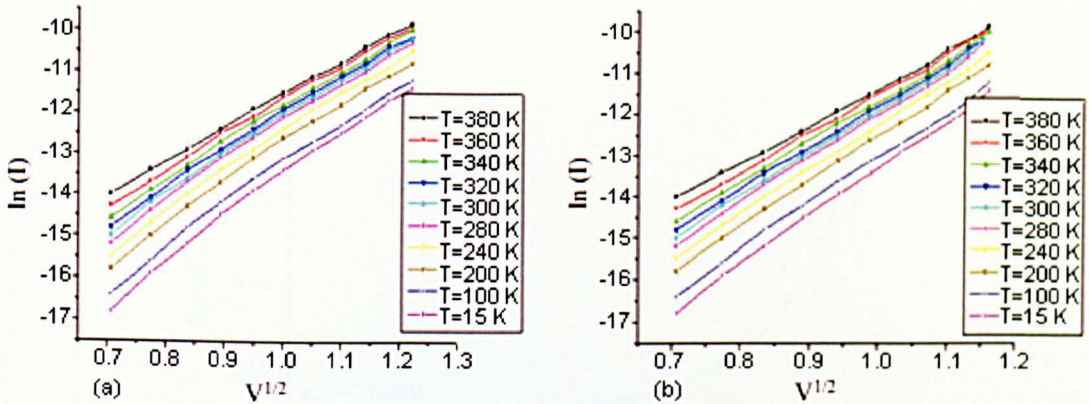 -10
-11
-12
-13
-14
-15
-16
-17
ln (I)
0.7 0.8 0.9 1.0 1.1 1.2 1.3
(a) V1/2
T=380 K
T=360 K
T=340 K
T=320 K
T=300 K
T=280 K
T=240 K
T=200 K
T=100 K
T=15 K
-10
-11
-12
-13
-14
-15
-16
-17
ln (I)
0.7 0.8 0.9 1.0 1.1 1.2
(b) V1/2
T=380 K
T=360 K
T=340 K
T=320 K
T=300 K
T=280 K
T=240 K
T=200 K
T=100 K
T=15 K